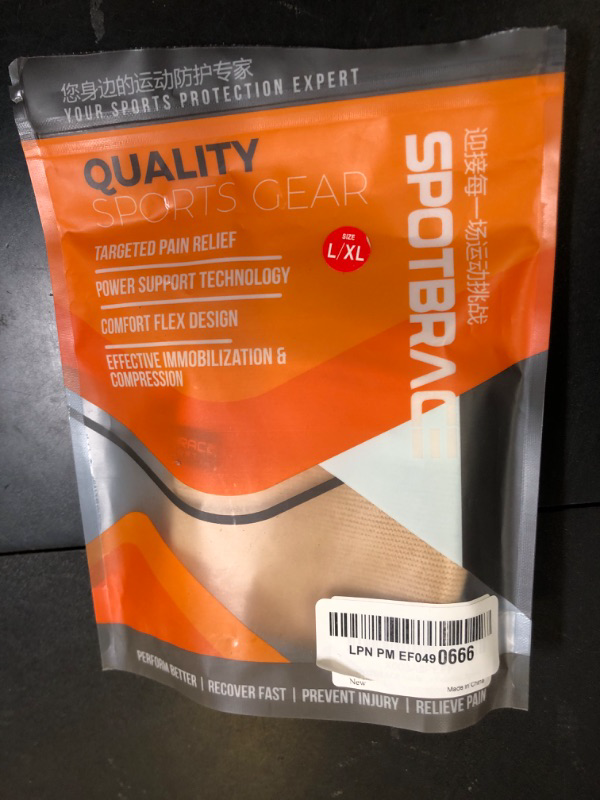 您身边的运动防护专家
YOUR SPORTS PROTECTION EXPERT
QUALITY
SPORTS GEAR
TARGETED PAIN RELIEF
POWER SUPPORT TECHNOLOGY
COMFORT FLEX DESIGN
EFFECTIVE IMMOBILIZATION &
COMPRESSION
SIZE
L/XL
迎接每一场运动挑战
SPOTBRACE
LPN PM EF0490666
New
Made in China
PERFORM BETTER | RECOVER FAST | PREVENT INJURY | RELIEVE PAIN